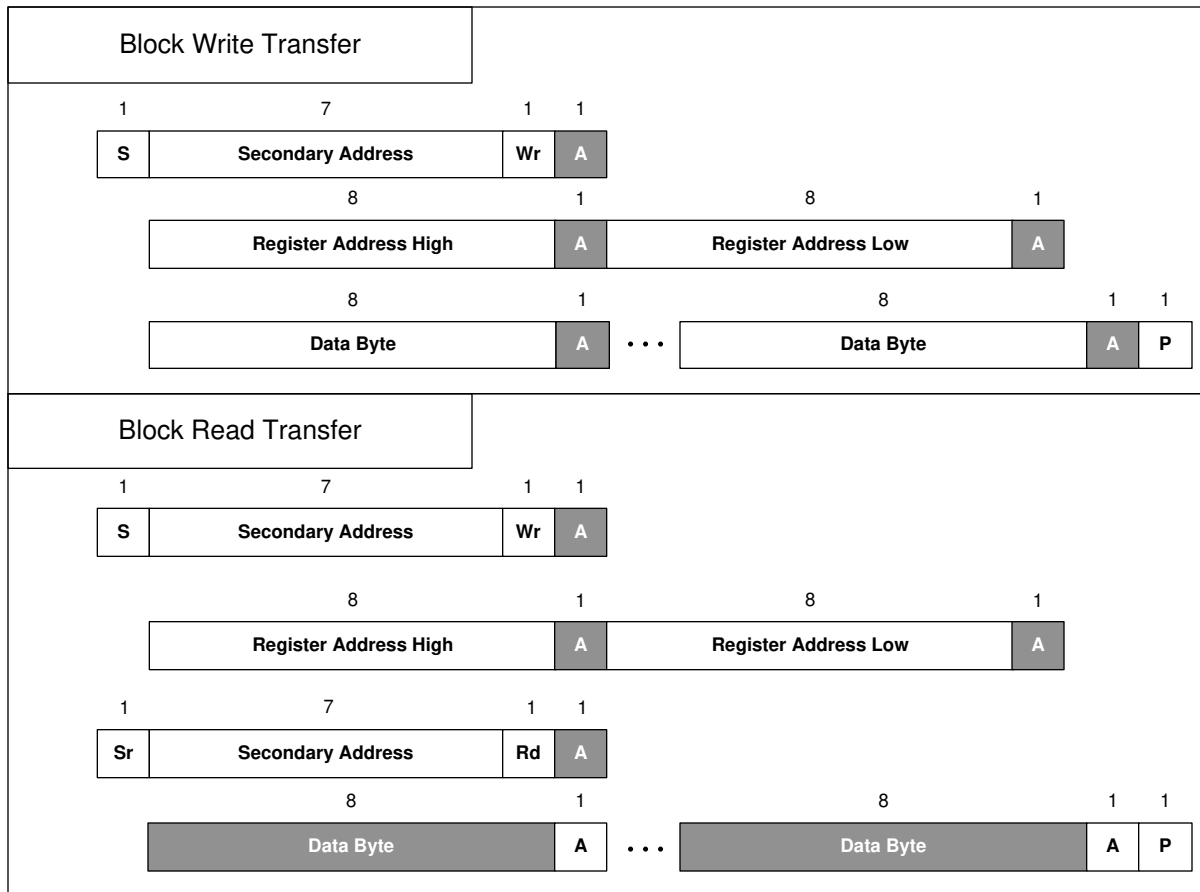 Block Write Transfer
1 7 1 1
S Secondary Address Wr A
8 1 8 1
Register Address High A Register Address Low A
8 1 8 1 1
Data Byte A • • • Data Byte A P
Block Read Transfer
1 7 1 1
S Secondary Address Wr A
8 1 8 1
Register Address High A Register Address Low A
1 7 1 1
Sr Secondary Address Rd A
8 1 8 1 1
Data Byte A • • • Data Byte A P